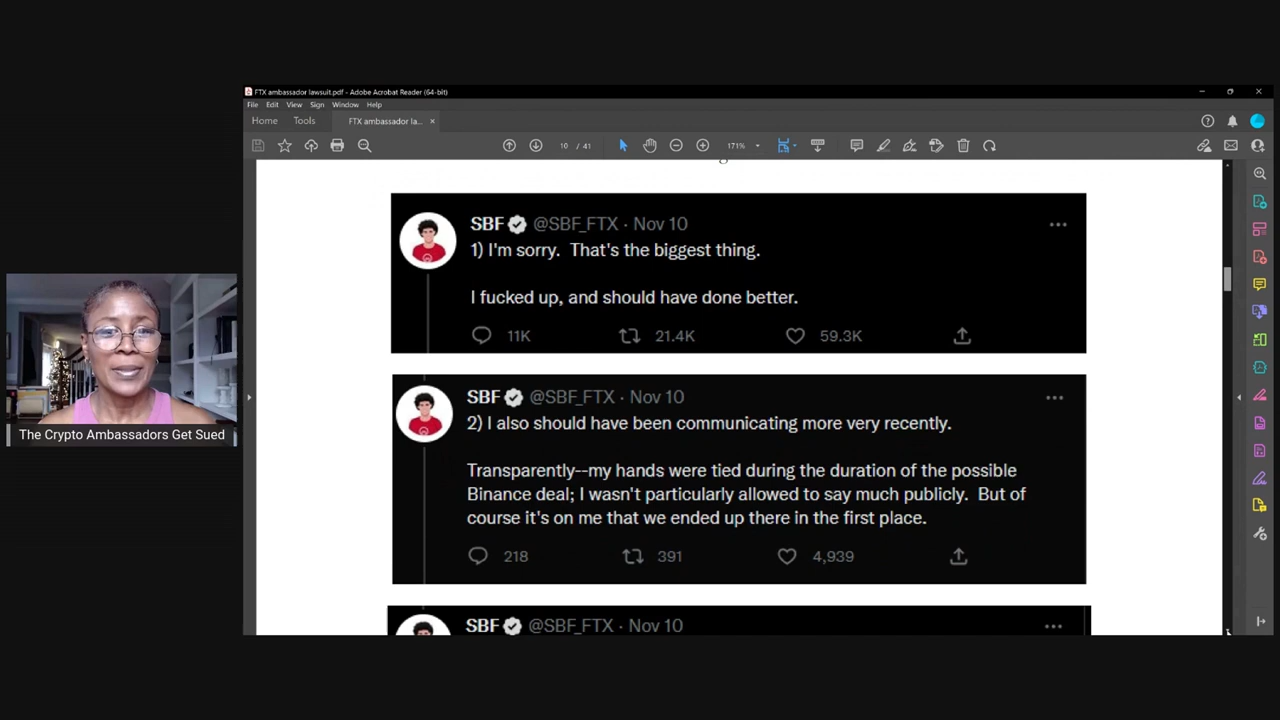 FTX ambassador lawsuit.pdf - Adobe Acrobat Reader (64-bit)
File Edit View Sign Window Help
Home Tools FTX ambassador la... ×
10 / 41 171%
SBF @SBF_FTX · Nov 10
1) I'm sorry. That's the biggest thing.
I fucked up, and should have done better.
11K 21.4K 59.3K
SBF @SBF_FTX · Nov 10
2) I also should have been communicating more very recently.
Transparently--my hands were tied during the duration of the possible
Binance deal; I wasn't particularly allowed to say much publicly. But of
course it's on me that we ended up there in the first place.
218 391 4,939
SBF @SBF_FTX · Nov 10
The Crypto Ambassadors Get Sued